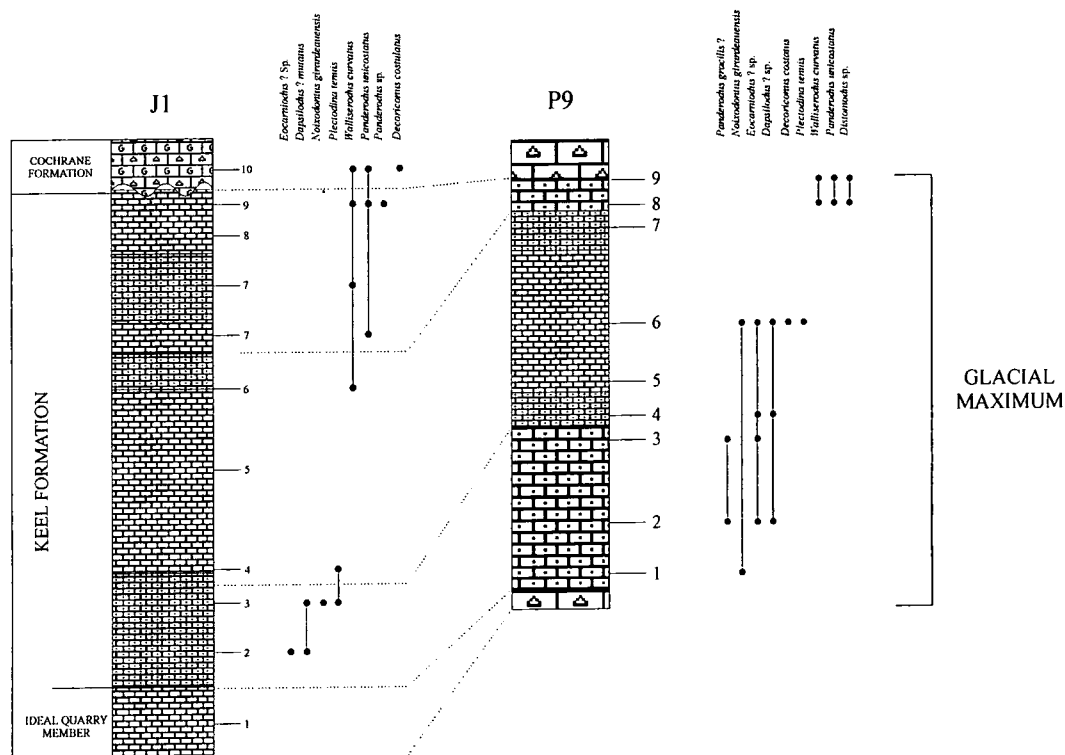 J1
P9
Eocarniodus ? Sp.
Dapsilodus ? mutatus
Noixodontus girardeauensis
Plectodina tenuis
Walliserodus curvatus
Panderodus unicostatus
Panderodus sp.
Decoriconus costulatus
Panderodus gracilis ?
Noixodontus girardeauensis
Eocarniodus ? sp.
Dapsilodus ? sp.
Decoriconus costatus
Plectodina tenuis
Walliserodus curvatus
Panderodus unicostatus
Distomodus sp.
COCHRANE
FORMATION
KEEL FORMATION
IDEAL QUARRY
MEMBER
G G G G
G G G
G G G G
G G G
10
9
8
7
7
6
5
4
3
2
1
9
8
7
6
5
4
3
2
1
GLACIAL
MAXIMUM